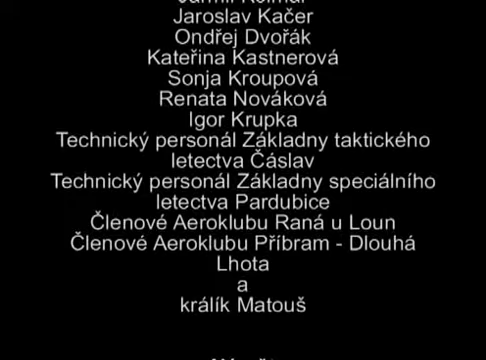 Jaroslav Kačer
Ondřej Dvořák
Kateřina Kastnerová
Sonja Kroupová
Renata Nováková
Igor Krupka
Technický personál Základny taktického
letectva Čáslav
Technický personál Základny speciálního
letectva Pardubice
Členové Aeroklubu Raná u Loun
Členové Aeroklubu Příbram - Dlouhá
Lhota
a
králík Matouš